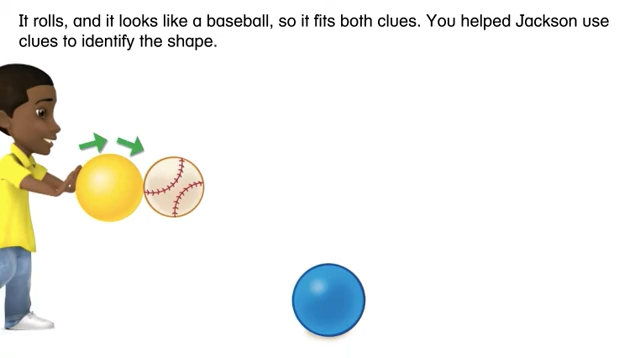 It rolls, and it looks like a baseball, so it fits both clues. You helped Jackson use
clues to identify the shape.